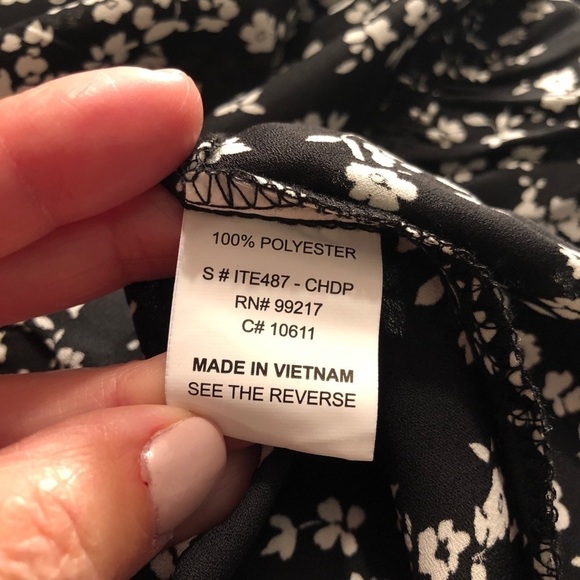 100% POLYESTER
S # ITE487 - CHDP
RN# 99217
C# 10611
MADE IN VIETNAM
SEE THE REVERSE